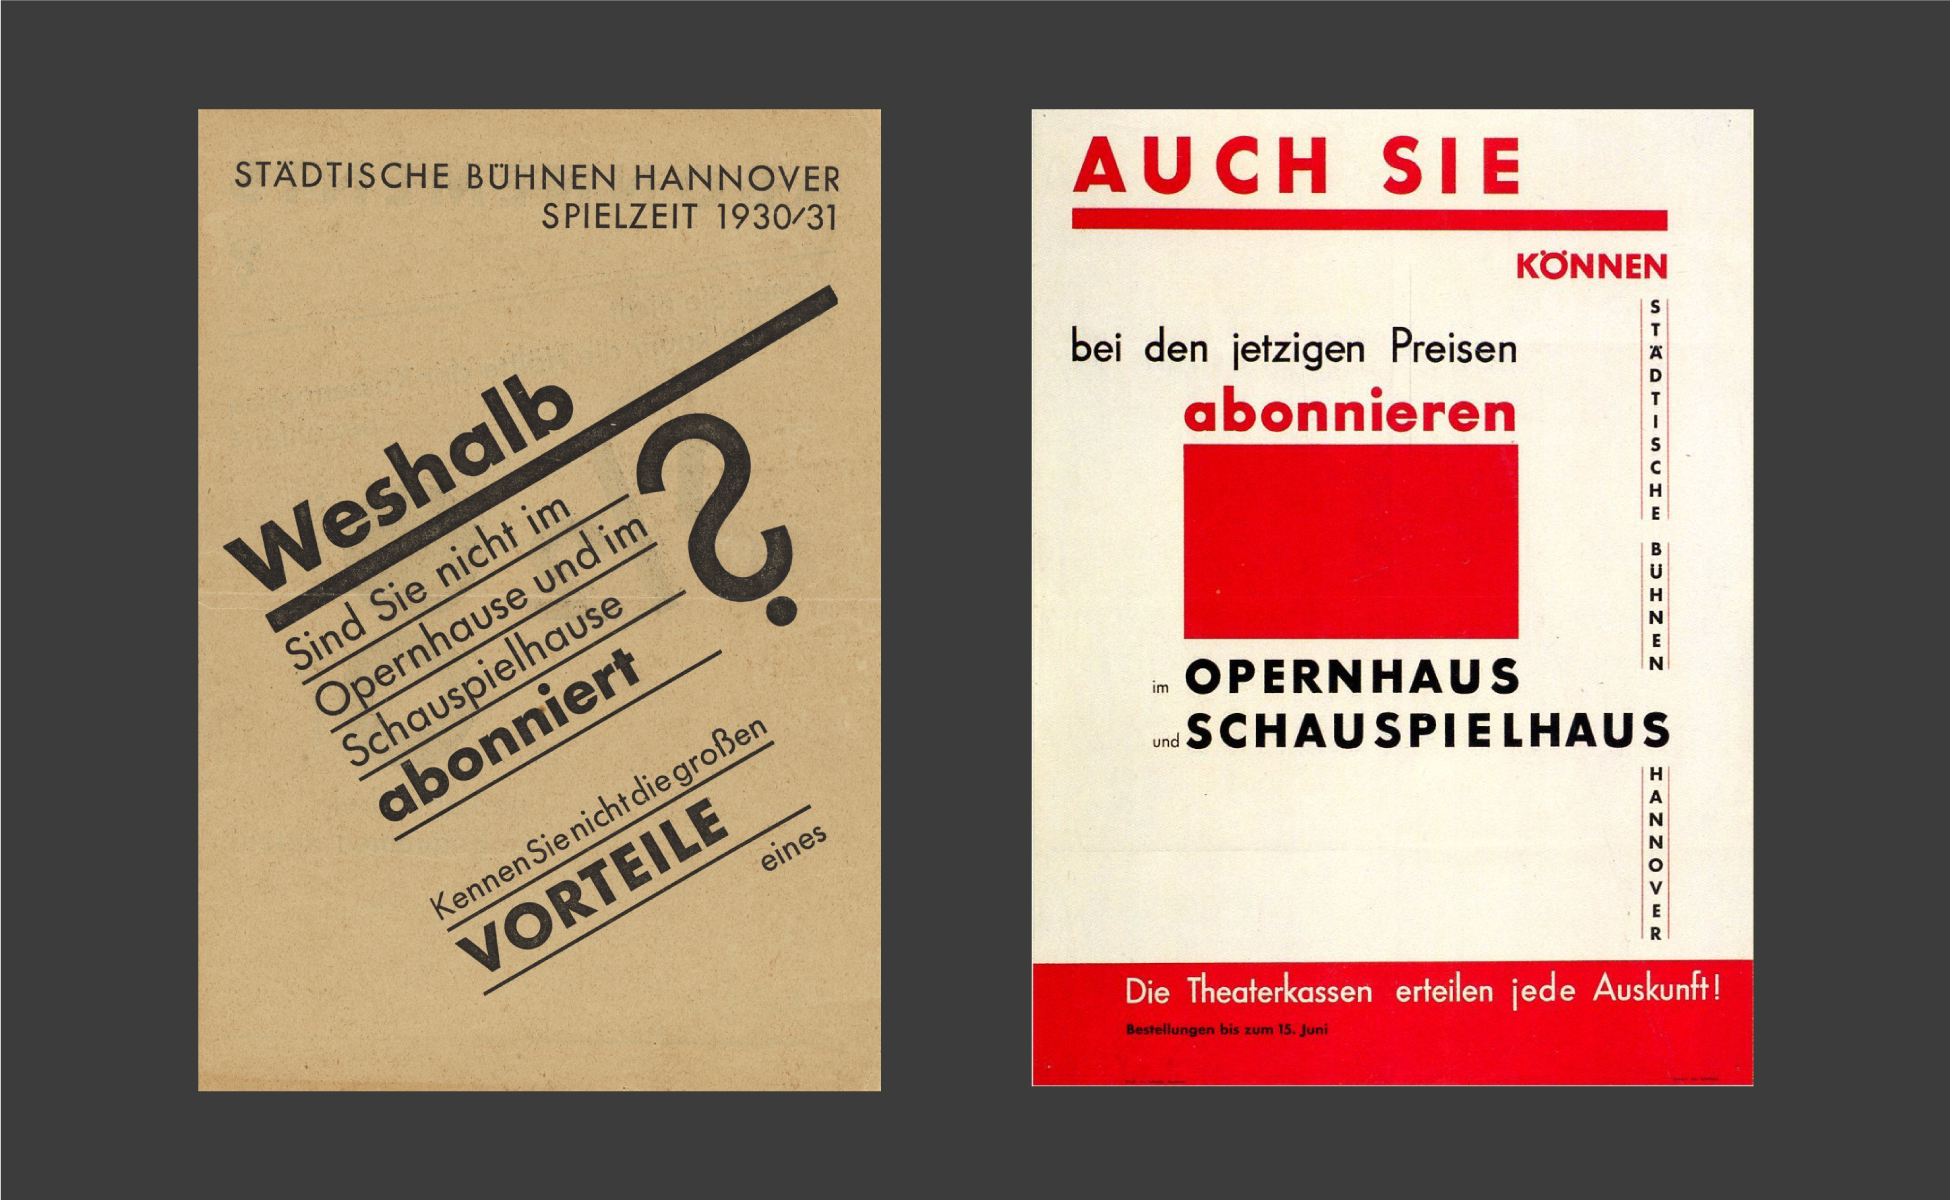 STÄDTISCHE BÜHNEN HANNOVER
SPIELZEIT 1930/31
Weshalb
Sind Sie nicht im
Opernhause und im
Schauspielhause
abonniert
?
Kennen Sie nicht die großen
VORTEILE
eines
AUCH SIE
KÖNNEN
bei den jetzigen Preisen
abonnieren
im OPERNHAUS
und SCHAUSPIELHAUS
STÄDTISCHE BÜHNEN HANNOVER
Die Theaterkassen erteilen jede Auskunft!
Bestellungen bis zum 15. Juni